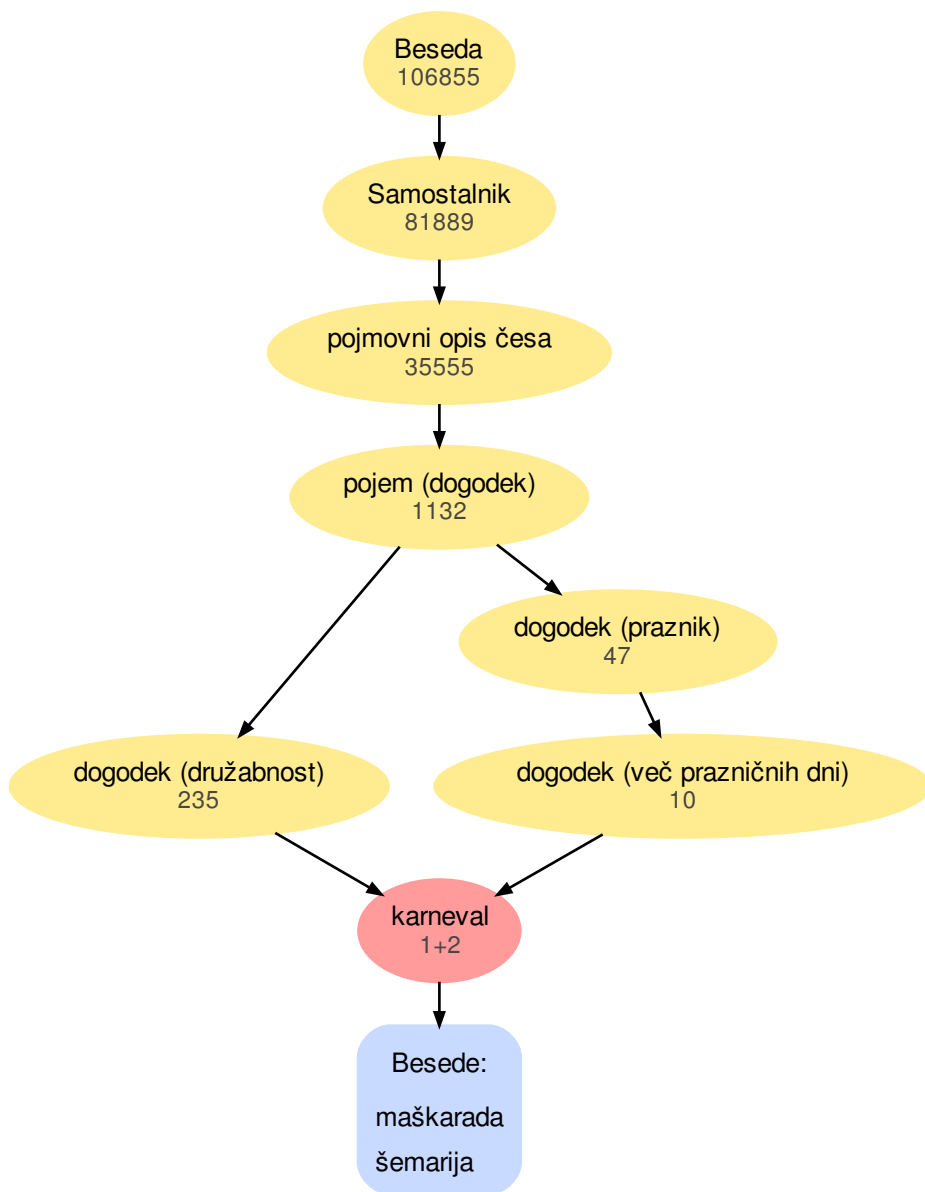 Beseda
106855
Samostalnik
81889
pojmovni opis česa
35555
pojem (dogodek)
1132
dogodek (praznik)
47
dogodek (družabnost)
235
dogodek (več prazničnih dni)
10
karneval
1+2
Besede:
maškarada
šemarija